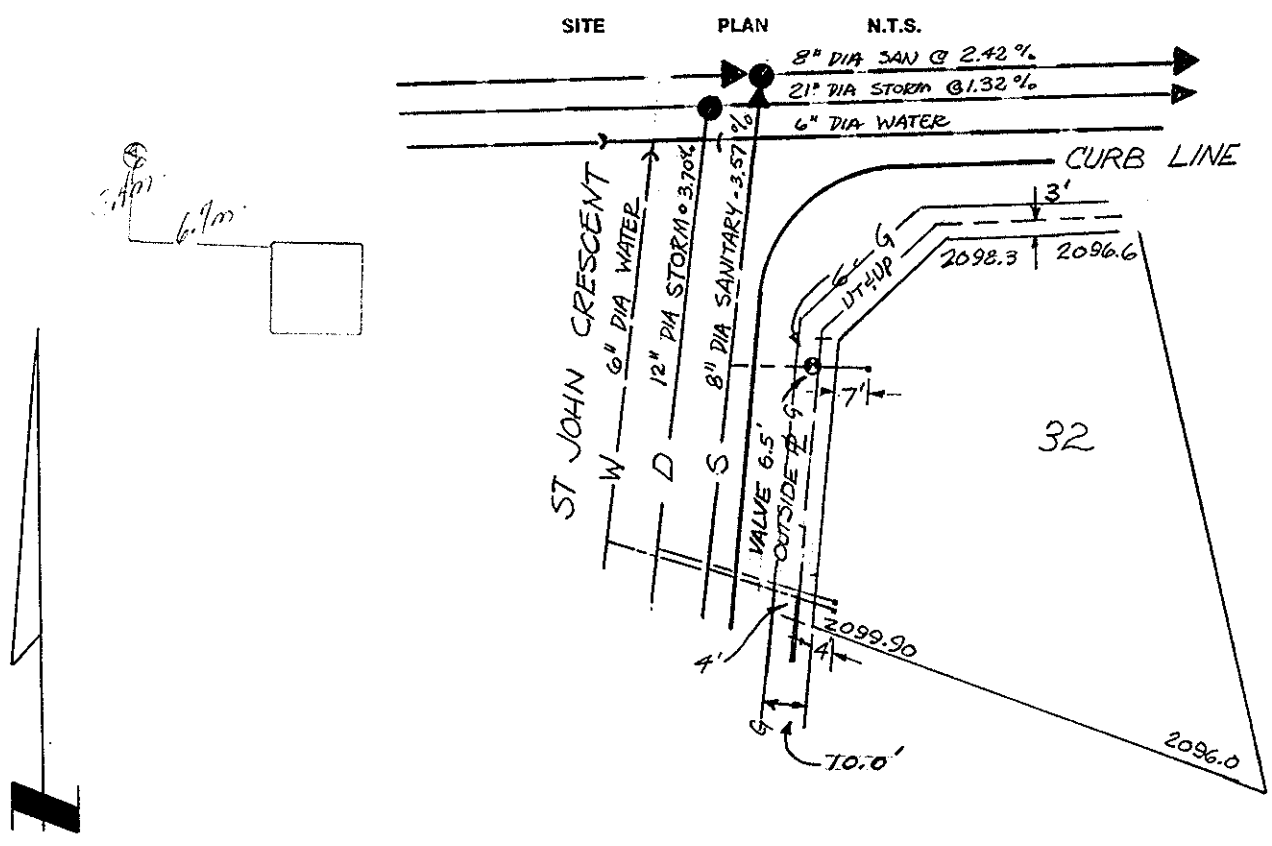 SITE PLAN N.T.S.
8" DIA SAN @ 2.42 %
21" DIA STORM @ 1.32 %
6" DIA WATER
CURB LINE
3'
2098.3 2096.6
6' G
UT & UP
6.9m
ST JOHN CRESCENT
6" DIA WATER
12" DIA STORM • 3.70%
8" DIA SANITARY - 3.57 %
W
D
S
7'
32
VALVE 6.5'
OUTSIDE ⅊ G
4'
4'
2099.90
2096.0
G
10.0'